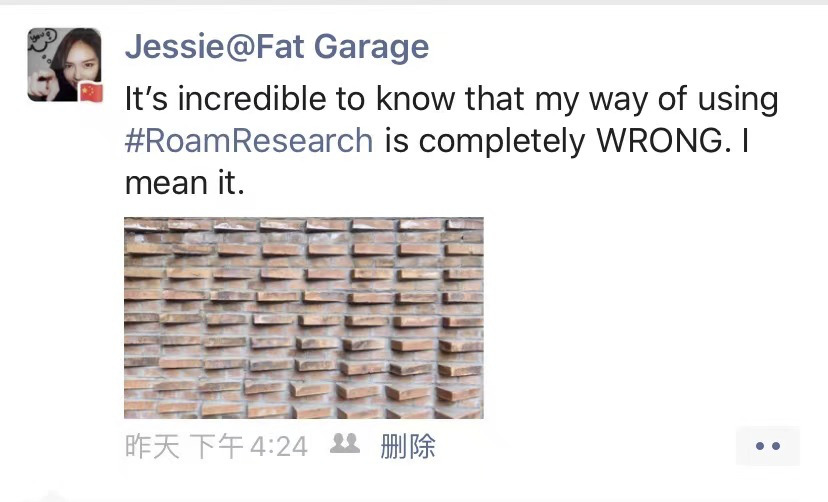 Jessie@Fat Garage
It’s incredible to know that my way of using
#RoamResearch is completely WRONG. I
mean it.
昨天 下午4:24 删除